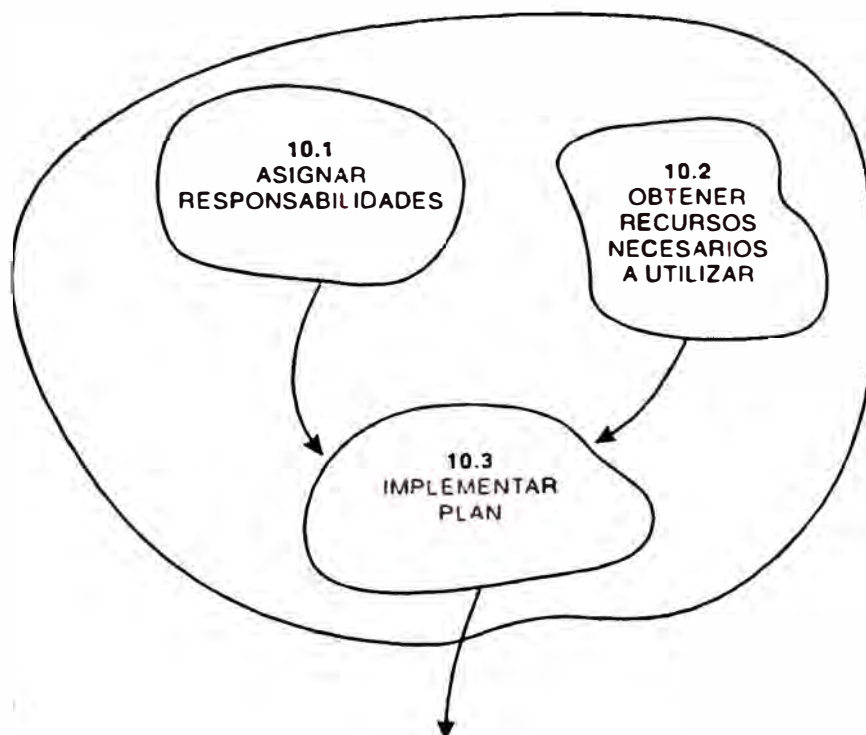 10.1
ASIGNAR
RESPONSABILIDADES
10.2
OBTENER
RECURSOS
NECESARIOS
A UTILIZAR
10.3
IMPLEMENTAR
PLAN